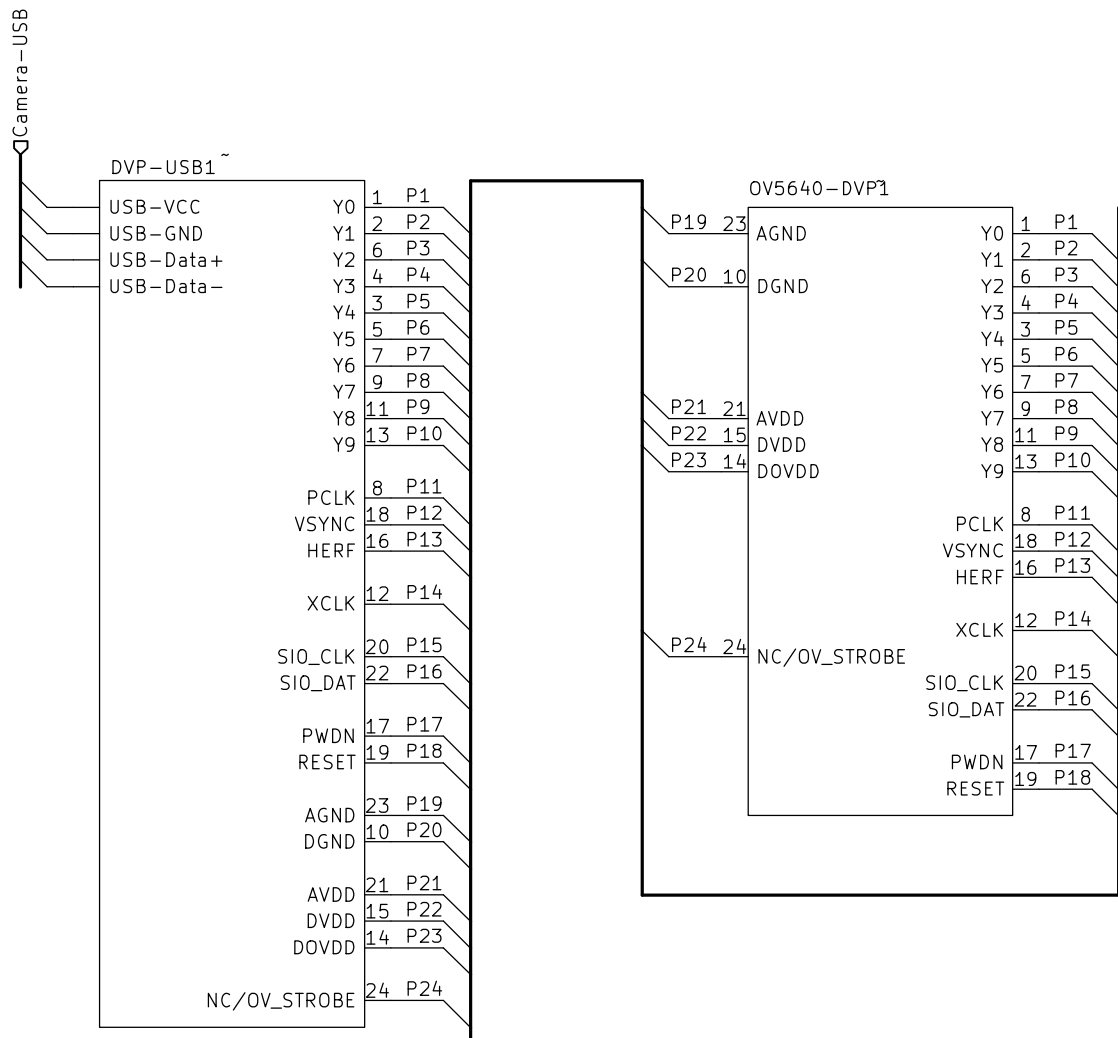 Camera-USB
DVP-USB1~
USB-VCC
USB-GND
USB-Data+
USB-Data-
Y0 1 P1
Y1 2 P2
Y2 6 P3
Y3 4 P4
Y4 3 P5
Y5 5 P6
Y6 7 P7
Y7 9 P8
Y8 11 P9
Y9 13 P10
PCLK 8 P11
VSYNC 18 P12
HERF 16 P13
XCLK 12 P14
SIO_CLK 20 P15
SIO_DAT 22 P16
PWDN 17 P17
RESET 19 P18
AGND 23 P19
DGND 10 P20
AVDD 21 P21
DVDD 15 P22
DOVDD 14 P23
NC/OV_STROBE 24 P24
OV5640-DVP1~
P19 23 AGND
P20 10 DGND
P21 21 AVDD
P22 15 DVDD
P23 14 DOVDD
P24 24 NC/OV_STROBE
Y0 1 P1
Y1 2 P2
Y2 6 P3
Y3 4 P4
Y4 3 P5
Y5 5 P6
Y6 7 P7
Y7 9 P8
Y8 11 P9
Y9 13 P10
PCLK 8 P11
VSYNC 18 P12
HERF 16 P13
XCLK 12 P14
SIO_CLK 20 P15
SIO_DAT 22 P16
PWDN 17 P17
RESET 19 P18